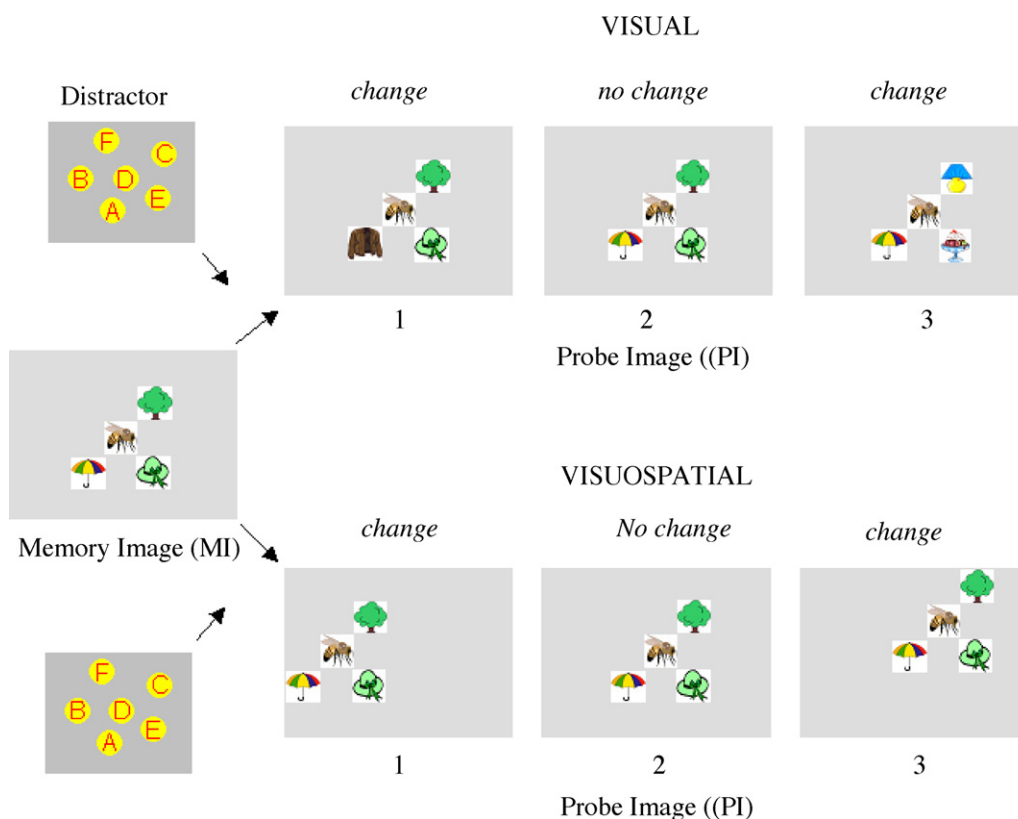 VISUAL
Distractor
change
no change
change
F
C
B
D
E
A
1
2
3
Probe Image ((PI)
Memory Image (MI)
VISUOSPATIAL
change
No change
change
F
C
B
D
E
A
1
2
3
Probe Image ((PI)